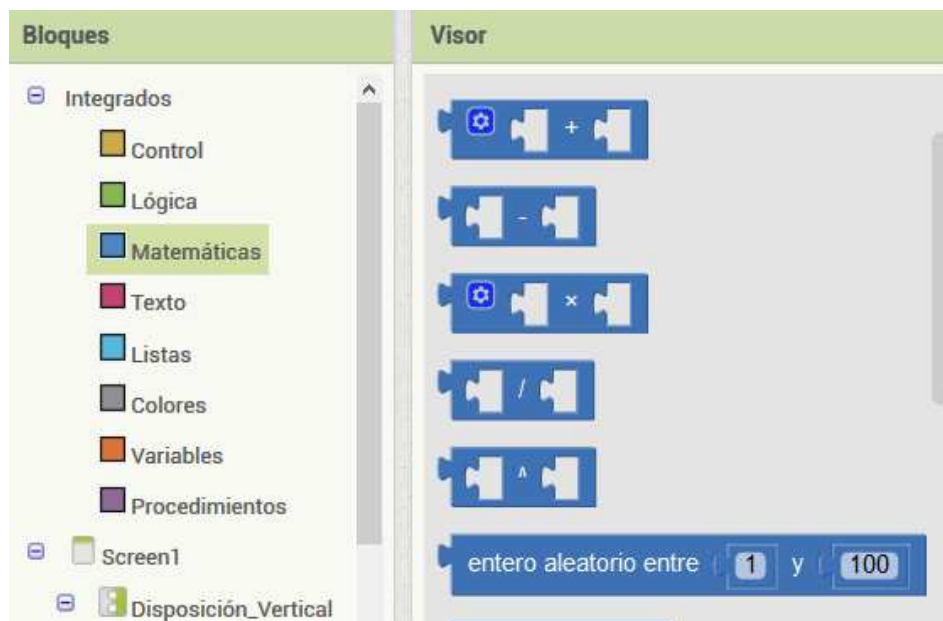 Bloques
Integrados
Control
Lógica
Matemáticas
Texto
Listas
Colores
Variables
Procedimientos
Screen1
Disposición_Vertical
Visor
+
-
×
/
^
entero aleatorio entre 1 y 100